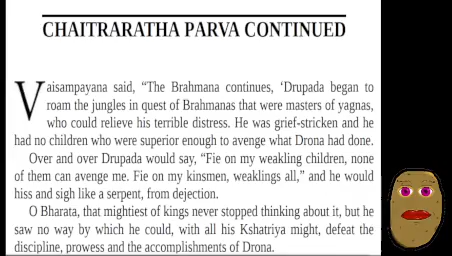 CHAITRARATHA PARVA CONTINUED
Vaisampayana said, “The Brahmana continues, ‘Drupada began to
roam the jungles in quest of Brahmanas that were masters of yagnas,
who could relieve his terrible distress. He was grief-stricken and he
had no children who were superior enough to avenge what Drona had done.
Over and over Drupada would say, “Fie on my weakling children, none
of them can avenge me. Fie on my kinsmen, weaklings all,” and he would
hiss and sigh like a serpent, from dejection.
O Bharata, that mightiest of kings never stopped thinking about it, but he
saw no way by which he could, with all his Kshatriya might, defeat the
discipline, prowess and the accomplishments of Drona.